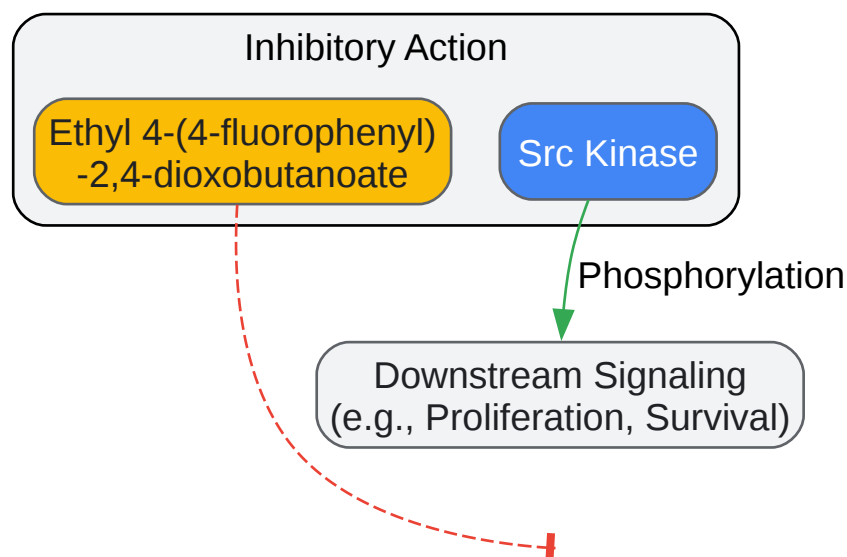 Inhibitory Action
Ethyl 4-(4-fluorophenyl)
-2,4-dioxobutanoate
Src Kinase
Phosphorylation
Downstream Signaling
(e.g., Proliferation, Survival)